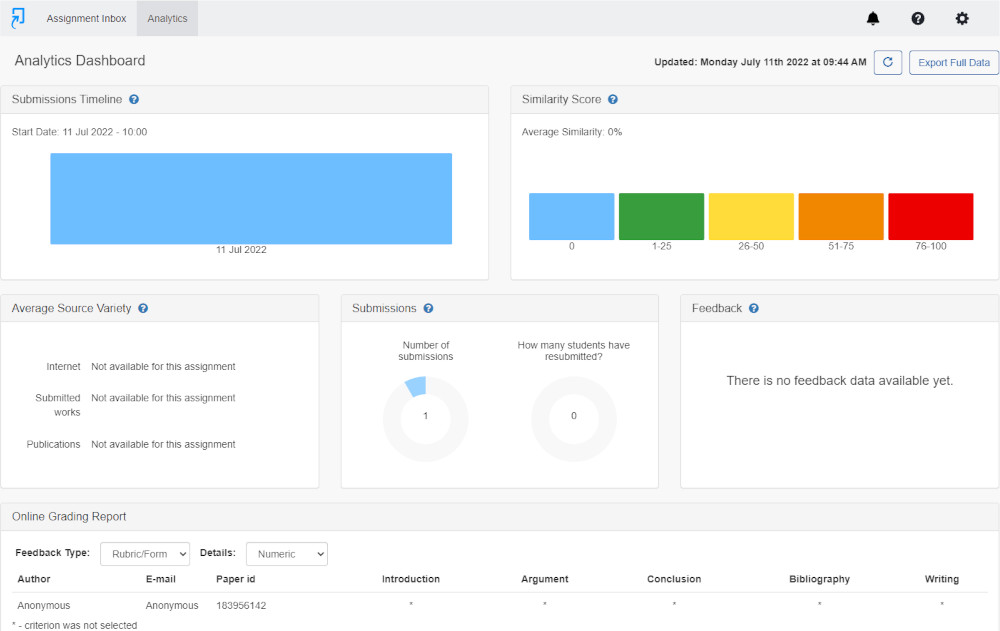 Assignment Inbox Analytics
Analytics Dashboard
Updated: Monday July 11th 2022 at 09:44 AM
Export Full Data
Submissions Timeline
Start Date: 11 Jul 2022 - 10:00
11 Jul 2022
Similarity Score
Average Similarity: 0%
0 1-25 26-50 51-75 76-100
Average Source Variety
Internet Not available for this assignment
Submitted
works
Not available for this assignment
Publications Not available for this assignment
Submissions
Number of
submissions
1
How many students have
resubmitted?
0
Feedback
There is no feedback data available yet.
Online Grading Report
Feedback Type: Rubric/Form Details: Numeric
Author E-mail Paper id Introduction Argument Conclusion Bibliography Writing
Anonymous Anonymous 183956142 * * * * *
* - criterion was not selected